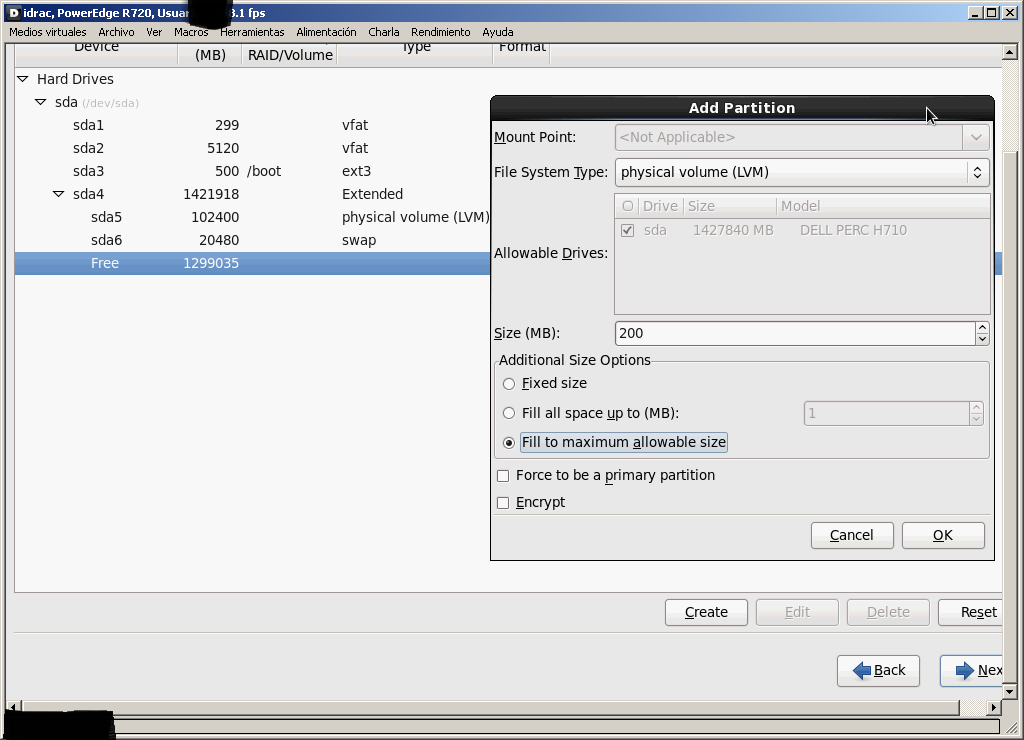 idrac, PowerEdge R720, Usuar 3.1 fps
Medios virtuales Archivo Ver Macros Herramientas Alimentación Charla Rendimiento Ayuda
Device (MB) RAID/Volume Type Format
Hard Drives
sda (/dev/sda)
sda1 299 vfat
sda2 5120 vfat
sda3 500 /boot ext3
sda4 1421918 Extended
sda5 102400 physical volume (LVM)
sda6 20480 swap
Free 1299035
Add Partition
Mount Point: <Not Applicable>
File System Type: physical volume (LVM)
Allowable Drives:
Drive Size Model
sda 1427840 MB DELL PERC H710
Size (MB): 200
Additional Size Options
Fixed size
Fill all space up to (MB): 1
Fill to maximum allowable size
Force to be a primary partition
Encrypt
Cancel OK
Create Edit Delete Reset
Back Nex